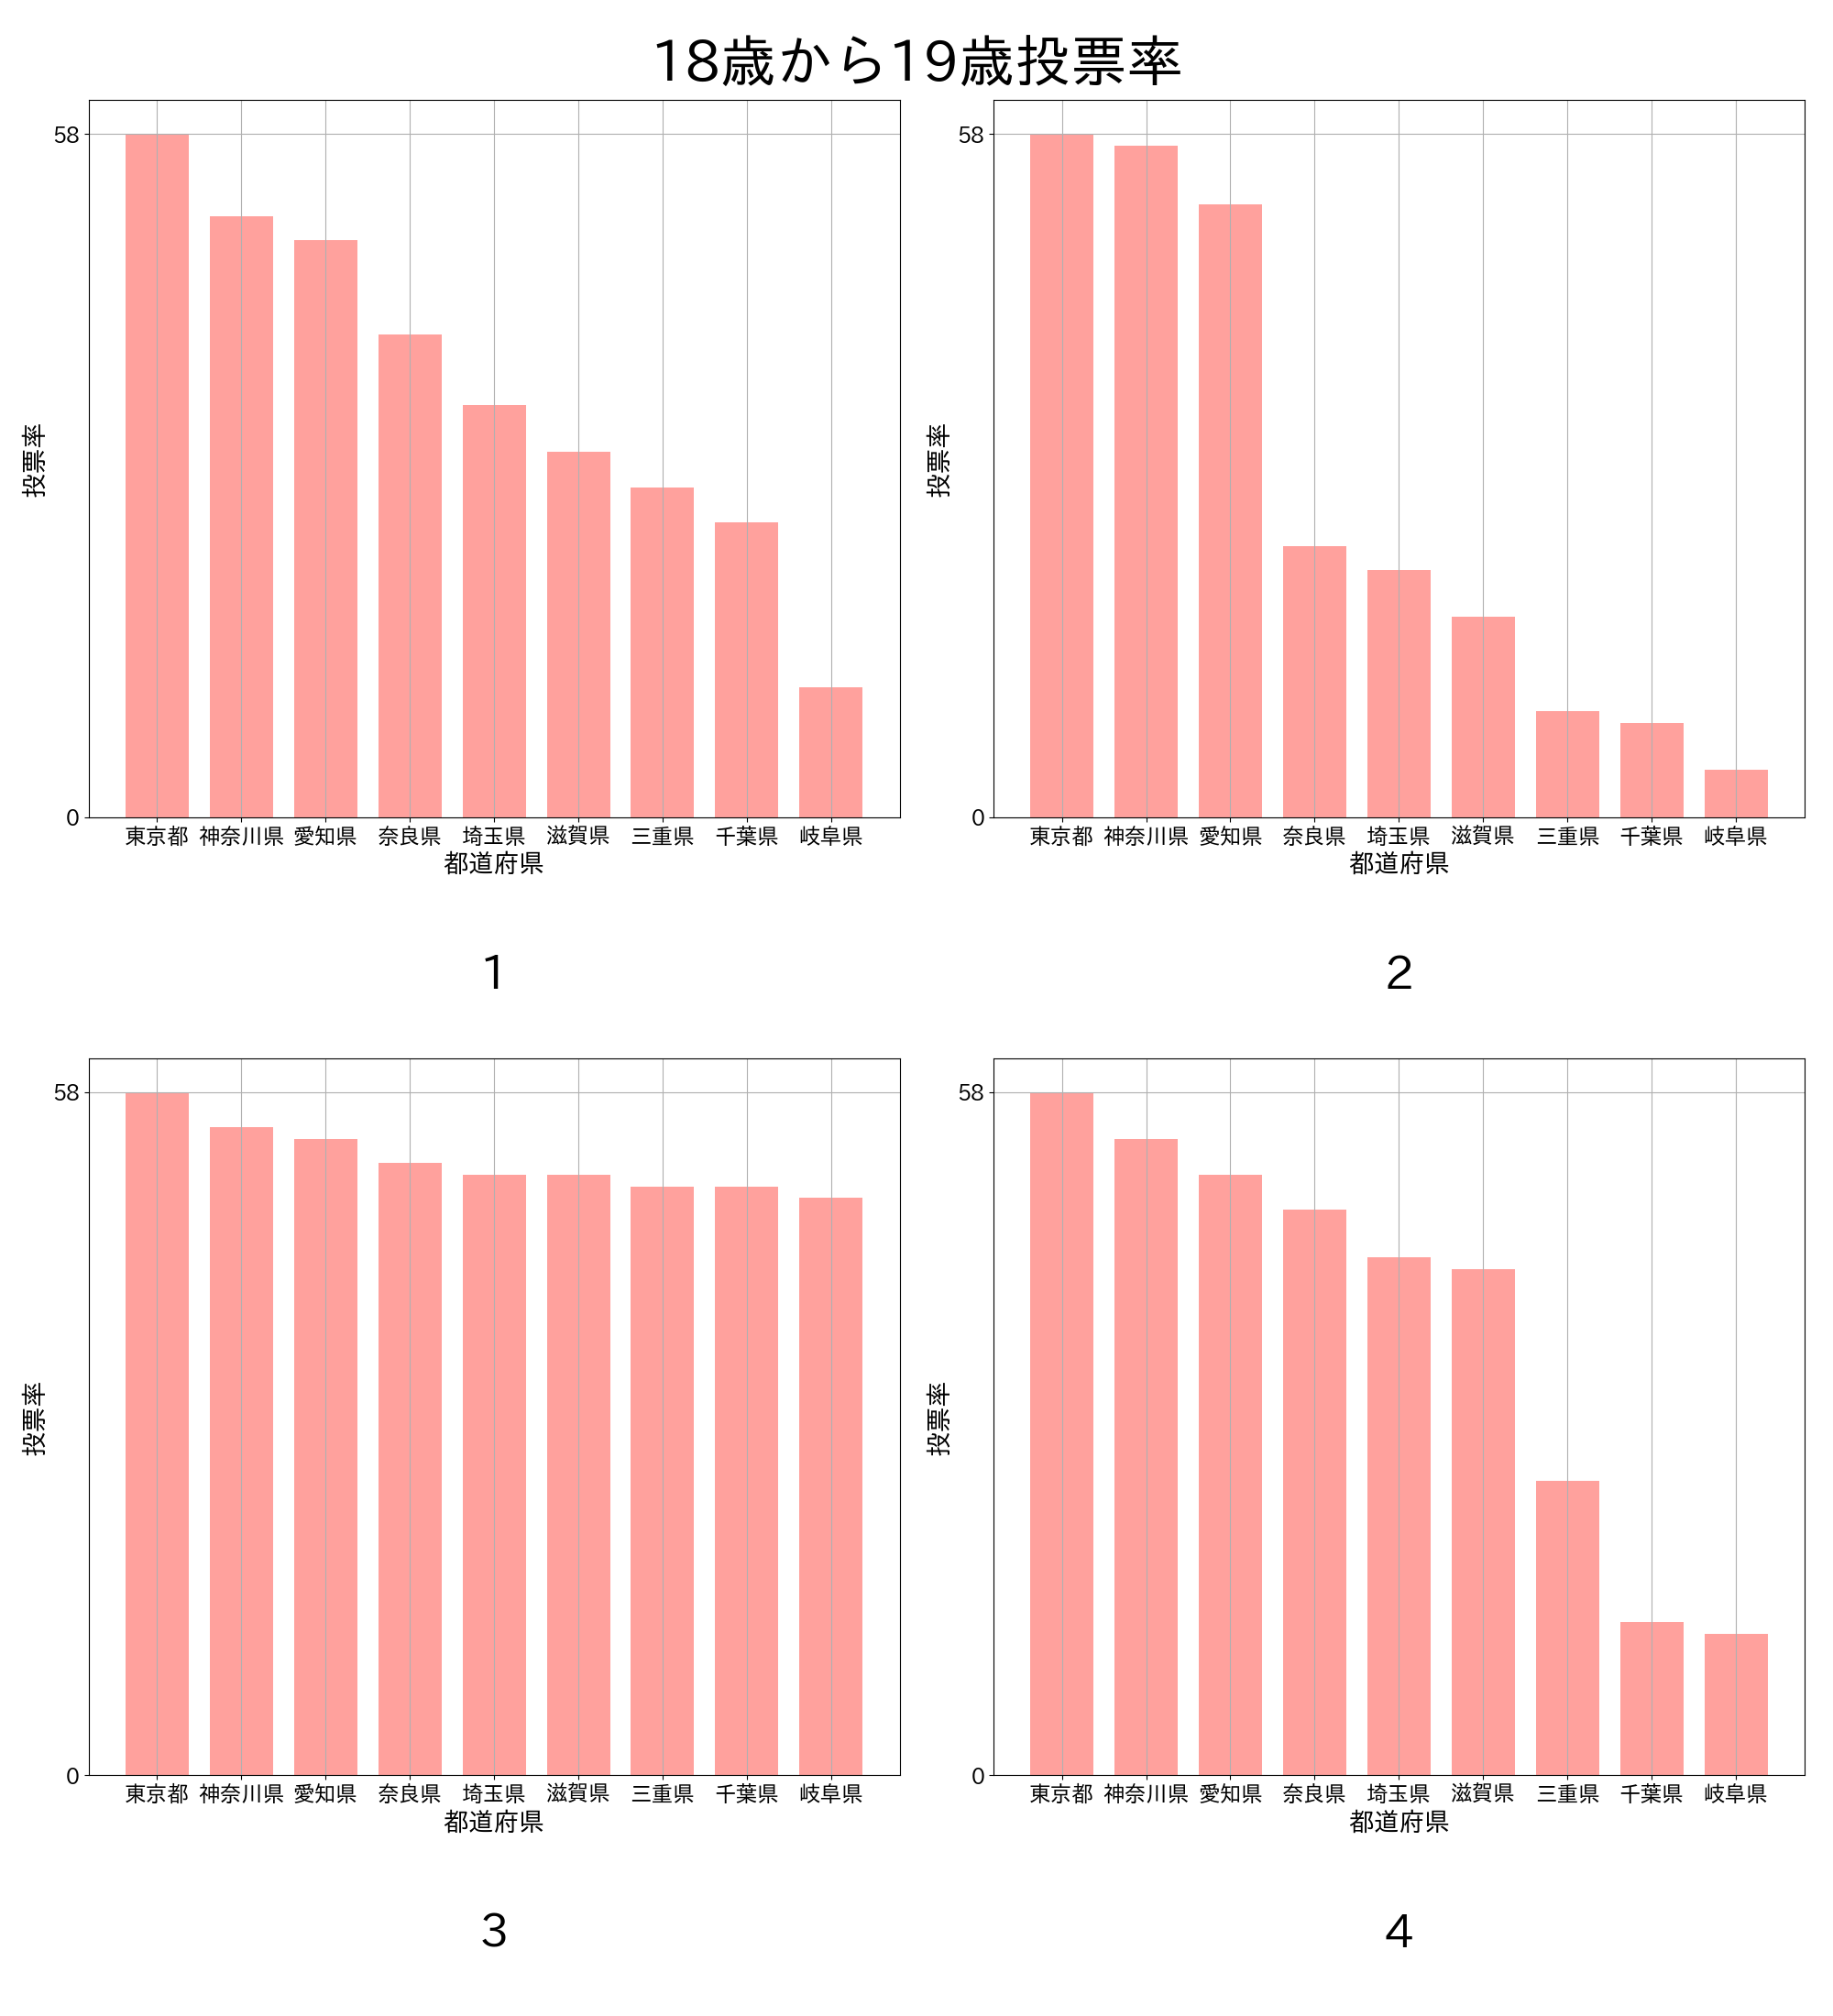 18歳から19歳投票率
58
0
投票率
東京都 神奈川県 愛知県 奈良県 埼玉県 滋賀県 三重県 千葉県 岐阜県
都道府県
1
58
0
投票率
東京都 神奈川県 愛知県 奈良県 埼玉県 滋賀県 三重県 千葉県 岐阜県
都道府県
2
58
0
投票率
東京都 神奈川県 愛知県 奈良県 埼玉県 滋賀県 三重県 千葉県 岐阜県
都道府県
3
58
0
投票率
東京都 神奈川県 愛知県 奈良県 埼玉県 滋賀県 三重県 千葉県 岐阜県
都道府県
4